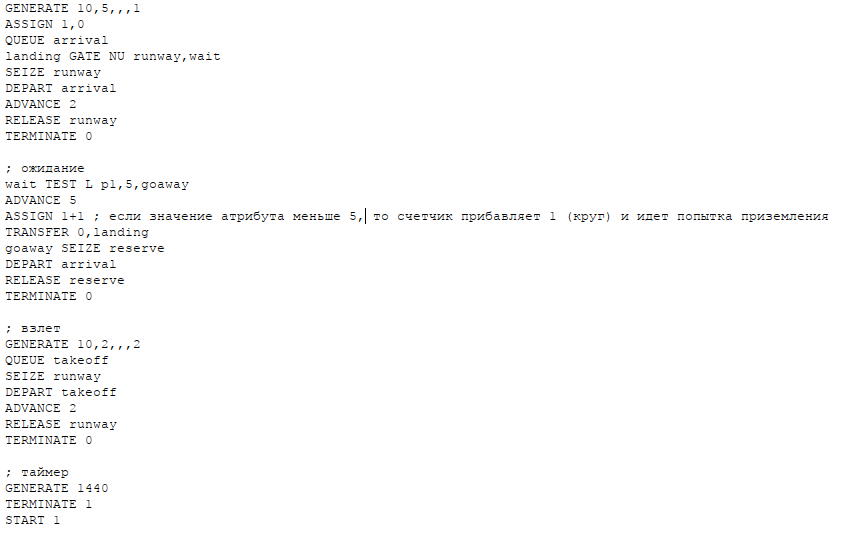 GENERATE 10,5,,,1
ASSIGN 1,0
QUEUE arrival
landing GATE NU runway,wait
SEIZE runway
DEPART arrival
ADVANCE 2
RELEASE runway
TERMINATE 0
; ожидание
wait TEST L p1,5,goaway
ADVANCE 5
ASSIGN 1+1 ; если значение атрибута меньше 5, то счетчик прибавляет 1 (круг) и идет попытка приземления
TRANSFER 0,landing
goaway SEIZE reserve
DEPART arrival
RELEASE reserve
TERMINATE 0
; взлет
GENERATE 10,2,,,2
QUEUE takeoff
SEIZE runway
DEPART takeoff
ADVANCE 2
RELEASE runway
TERMINATE 0
; таймер
GENERATE 1440
TERMINATE 1
START 1